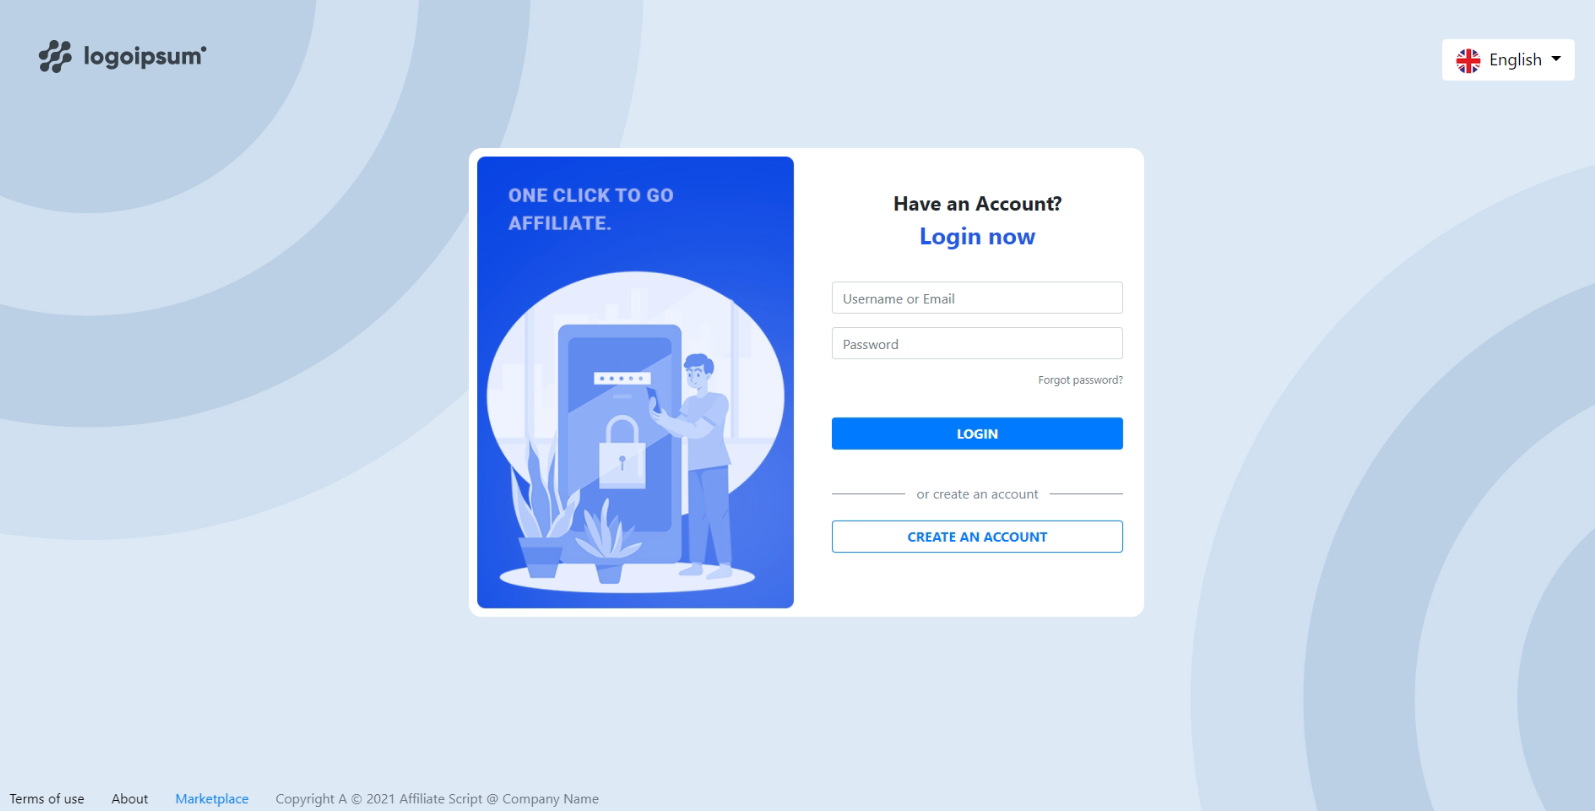 logoipsum
English
ONE CLICK TO GO
AFFILIATE.
Have an Account?
Login now
Username or Email
Password
Forgot password?
LOGIN
or create an account
CREATE AN ACCOUNT
Terms of use
About
Marketplace
Copyright A © 2021 Affiliate Script @ Company Name